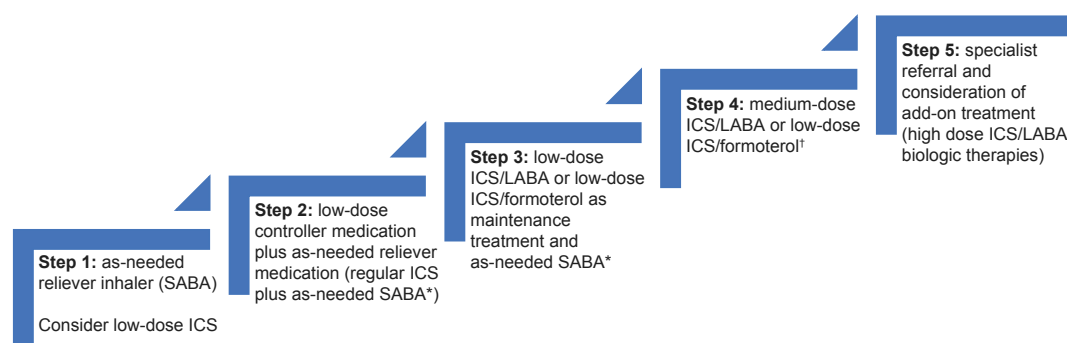 Step 1: as-needed
reliever inhaler (SABA)
Consider low-dose ICS
Step 2: low-dose
controller medication
plus as-needed reliever
medication (regular ICS
plus as-needed SABA*)
Step 3: low-dose
ICS/LABA or low-dose
ICS/formoterol as
maintenance
treatment and
as-needed SABA*
Step 4: medium-dose
ICS/LABA or low-dose
ICS/formoterol†
Step 5: specialist
referral and
consideration of
add-on treatment
(high dose ICS/LABA
biologic therapies)